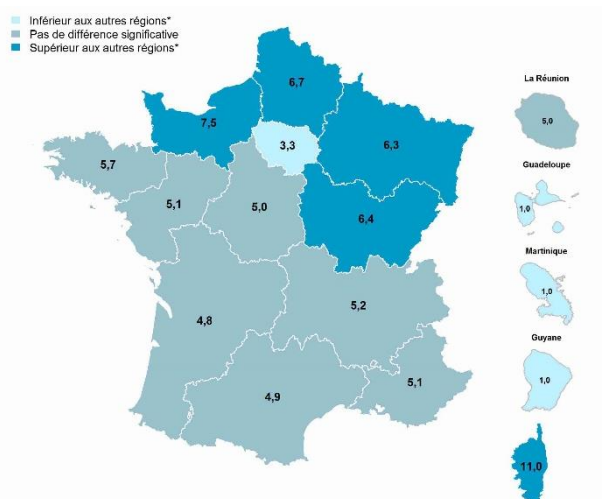 Inférieur aux autres régions*
Pas de différence significative
Supérieur aux autres régions*
6,7
7,5
3,3
6,3
5,7
5,1
5,0
6,4
4,8
5,2
4,9
5,1
La Réunion
5,0
Guadeloupe
1,0
Martinique
1,0
Guyane
1,0
11,0